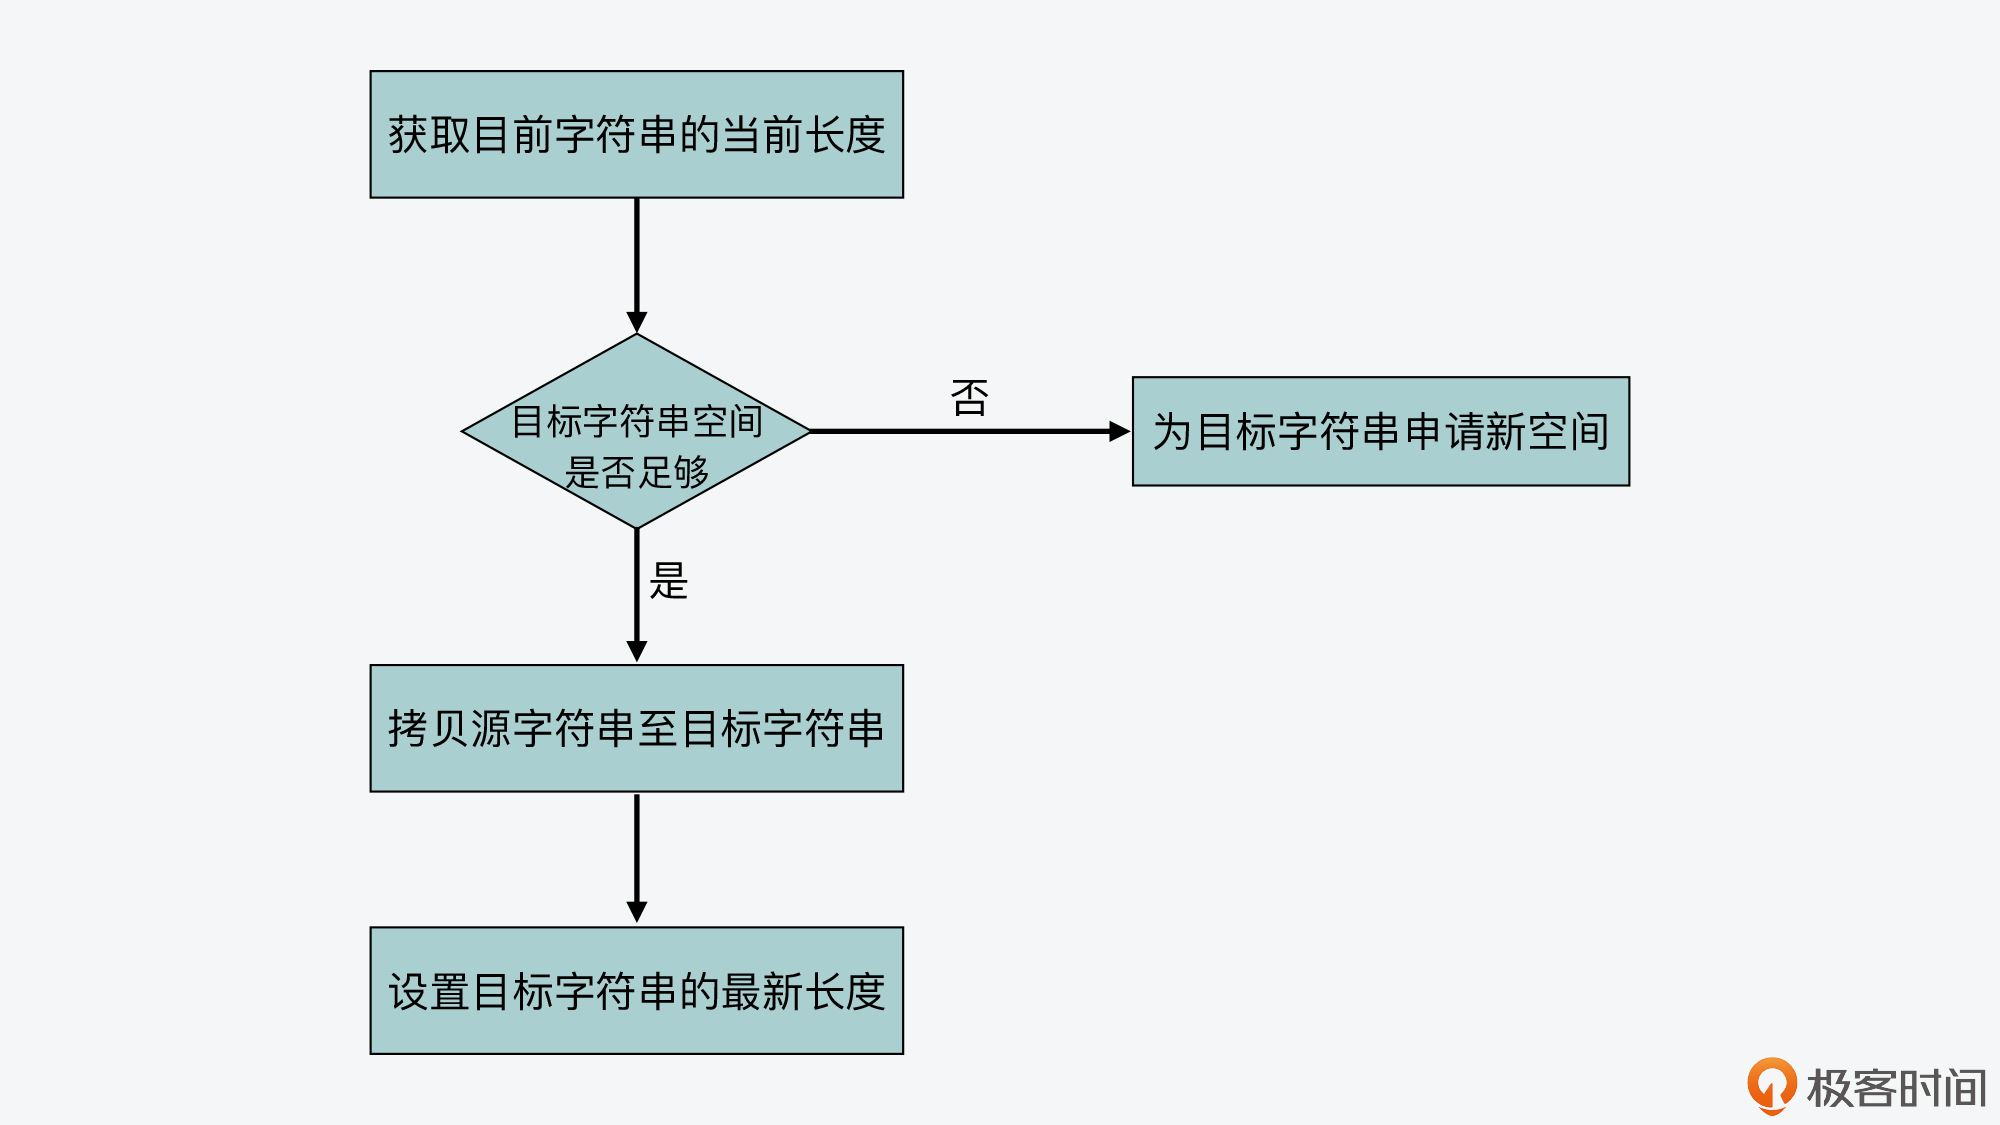 获取目前字符串的当前长度
目标字符串空间
是否足够
否
为目标字符串申请新空间
是
拷贝源字符串至目标字符串
设置目标字符串的最新长度
极客时间